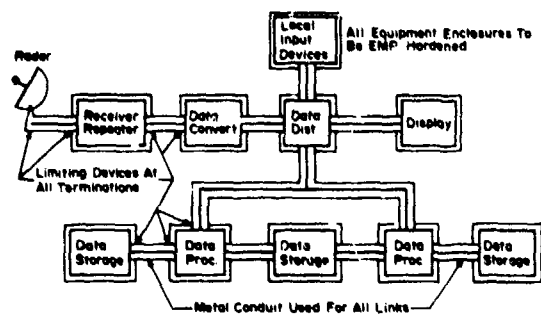 Local
Input
Devices
All Equipment Enclosures To
Be EMP Hardened
Radar
Receiver
Repeater
Data
Convert
Data
Dist
Display
Limiting Devices At
All Terminations
Data
Storage
Data
Proc.
Data
Storage
Data
Proc
Data
Storage
Metal Conduit Used For All Links